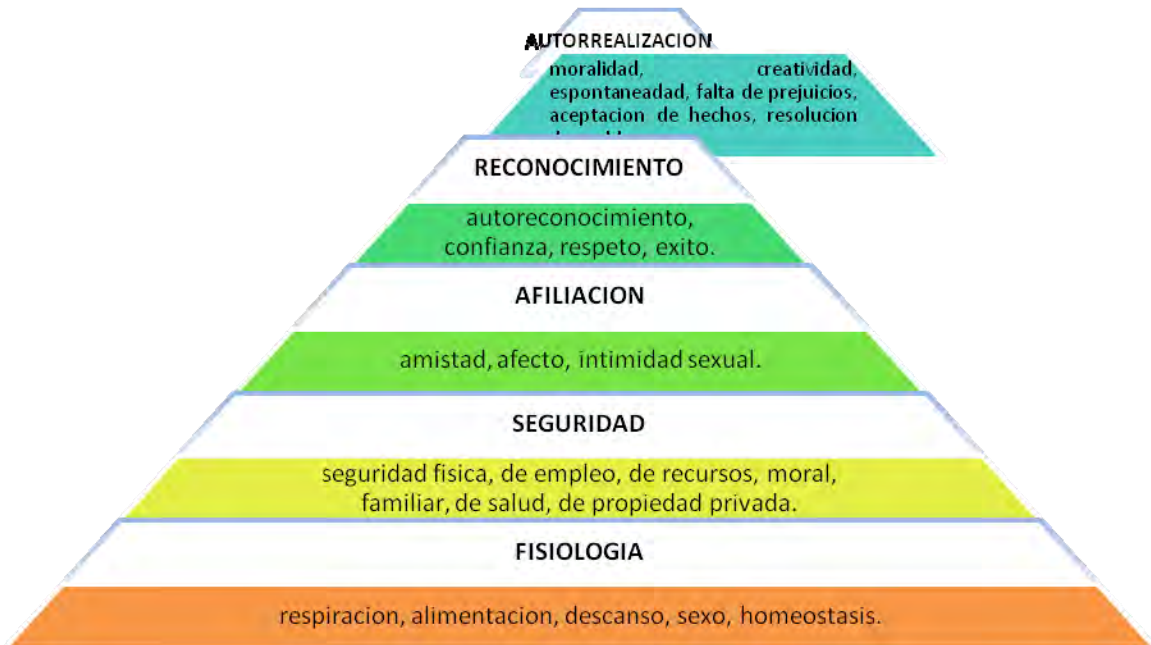 AUTORREALIZACION
moralidad, creatividad,
espontaneadad, falta de prejuicios,
aceptacion de hechos, resolucion
RECONOCIMIENTO
autoreconocimiento,
confianza, respeto, exito.
AFILIACION
amistad, afecto, intimidad sexual.
SEGURIDAD
seguridad fisica, de empleo, de recursos, moral,
familiar, de salud, de propiedad privada.
FISIOLOGIA
respiracion, alimentacion, descanso, sexo, homeostasis.